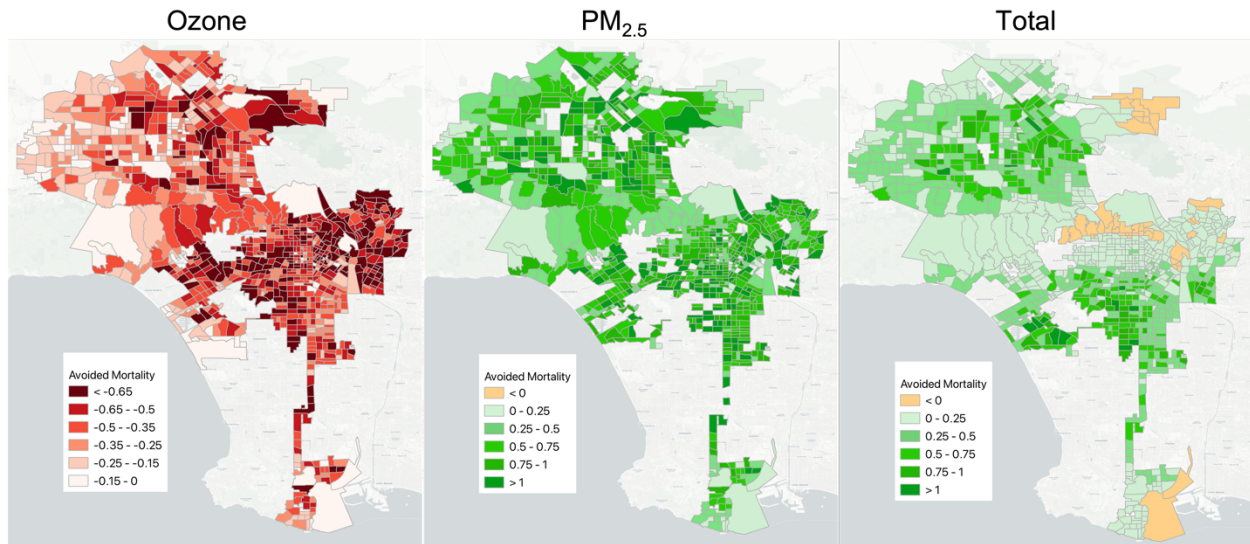 Ozone
PM2.5
Total
Avoided Mortality
< -0.65
-0.65 - -0.5
-0.5 - -0.35
-0.35 - -0.25
-0.25 - -0.15
-0.15 - 0
Avoided Mortality
< 0
0 - 0.25
0.25 - 0.5
0.5 - 0.75
0.75 - 1
> 1
Avoided Mortality
< 0
0 - 0.25
0.25 - 0.5
0.5 - 0.75
0.75 - 1
> 1